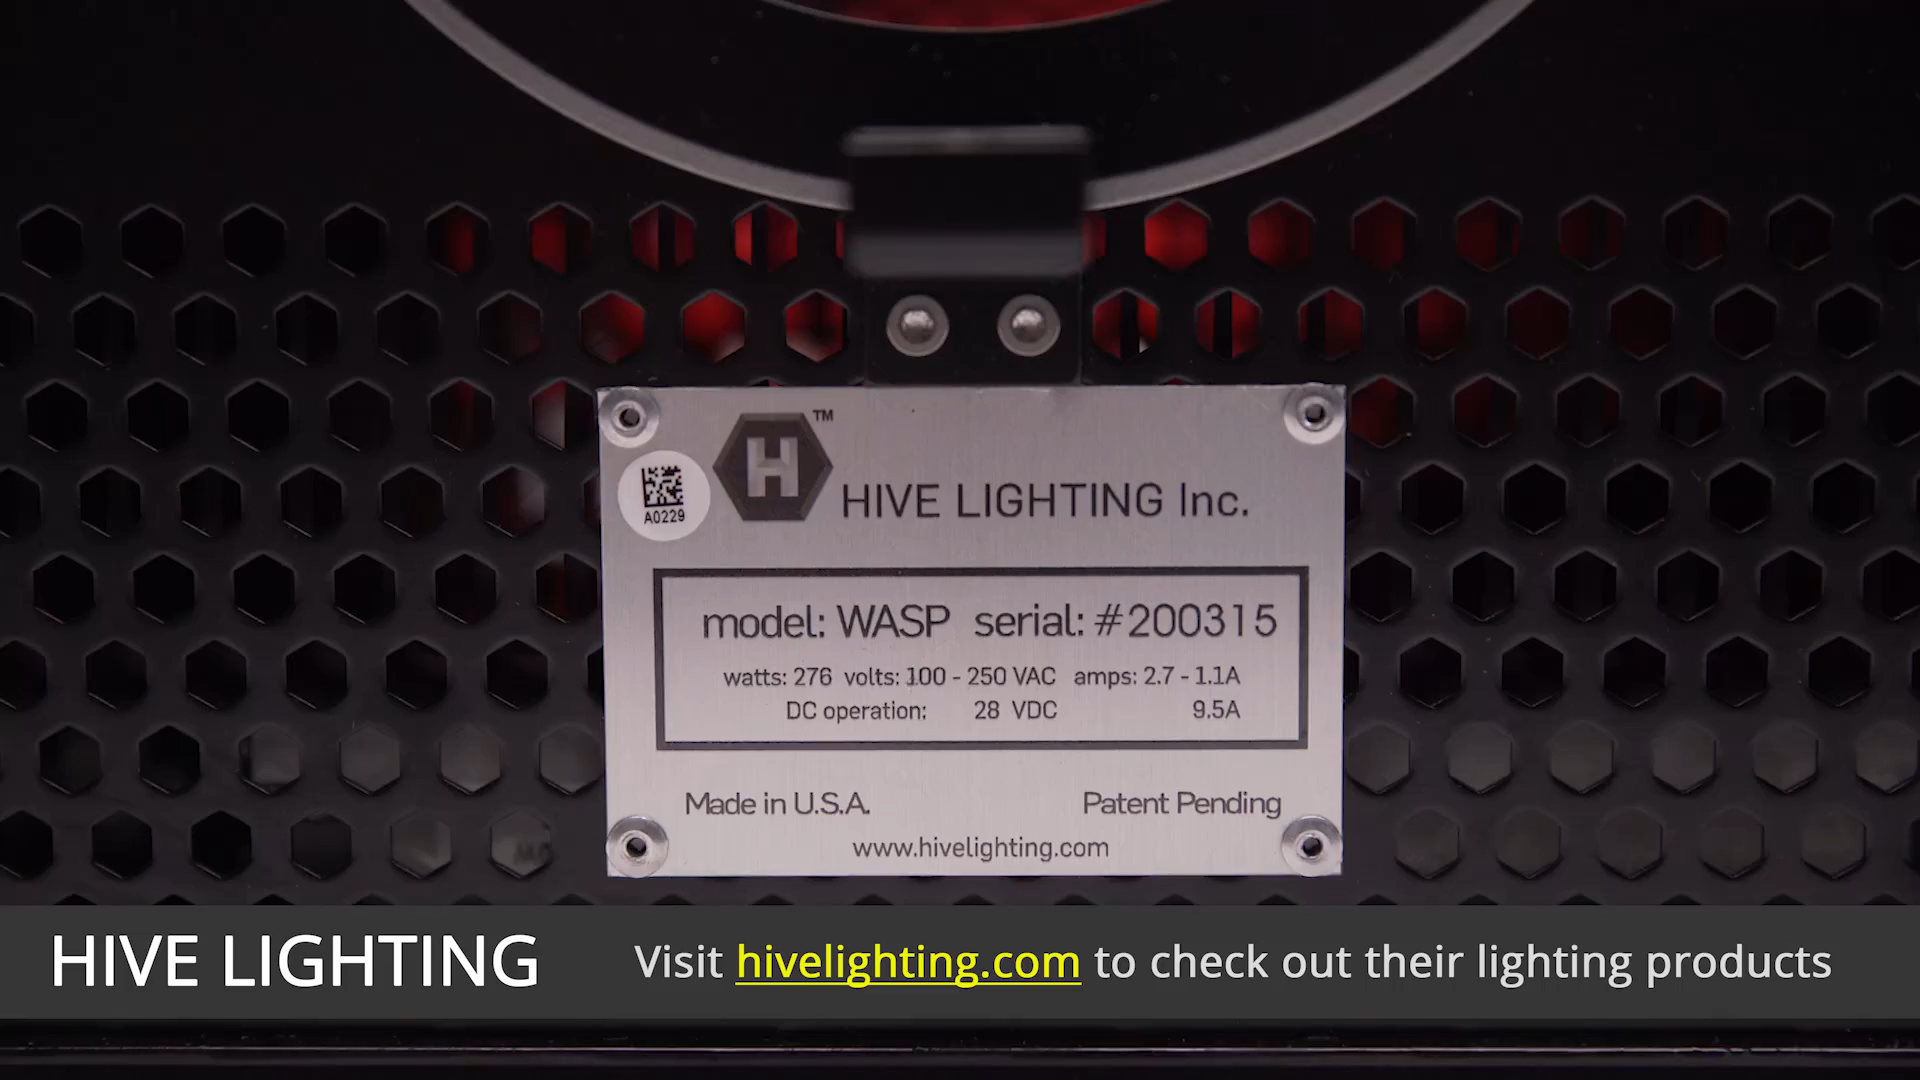 H™
A0229
HIVE LIGHTING Inc.
model: WASP serial: #200315
watts: 276 volts: 100 - 250 VAC amps: 2.7 - 1.1A
DC operation: 28 VDC 9.5A
Made in U.S.A. Patent Pending
www.hivelighting.com
HIVE LIGHTING Visit hivelighting.com to check out their lighting products